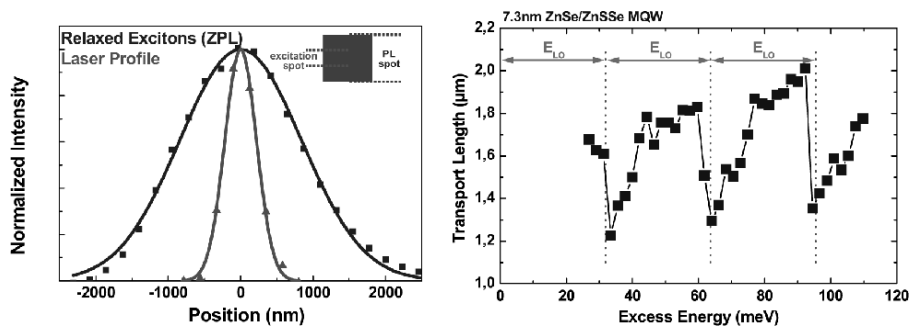 Relaxed Excitons (ZPL)
Laser Profile
excitation
spot
PL
spot
Normalized Intensity
-2000 -1000 0 1000 2000
Position (nm)
7.3nm ZnSe/ZnSSe MQW
E_LO E_LO E_LO
2,2
2,0
1,8
1,6
1,4
1,2
1,0
Transport Length (µm)
0 20 40 60 80 100 120
Excess Energy (meV)